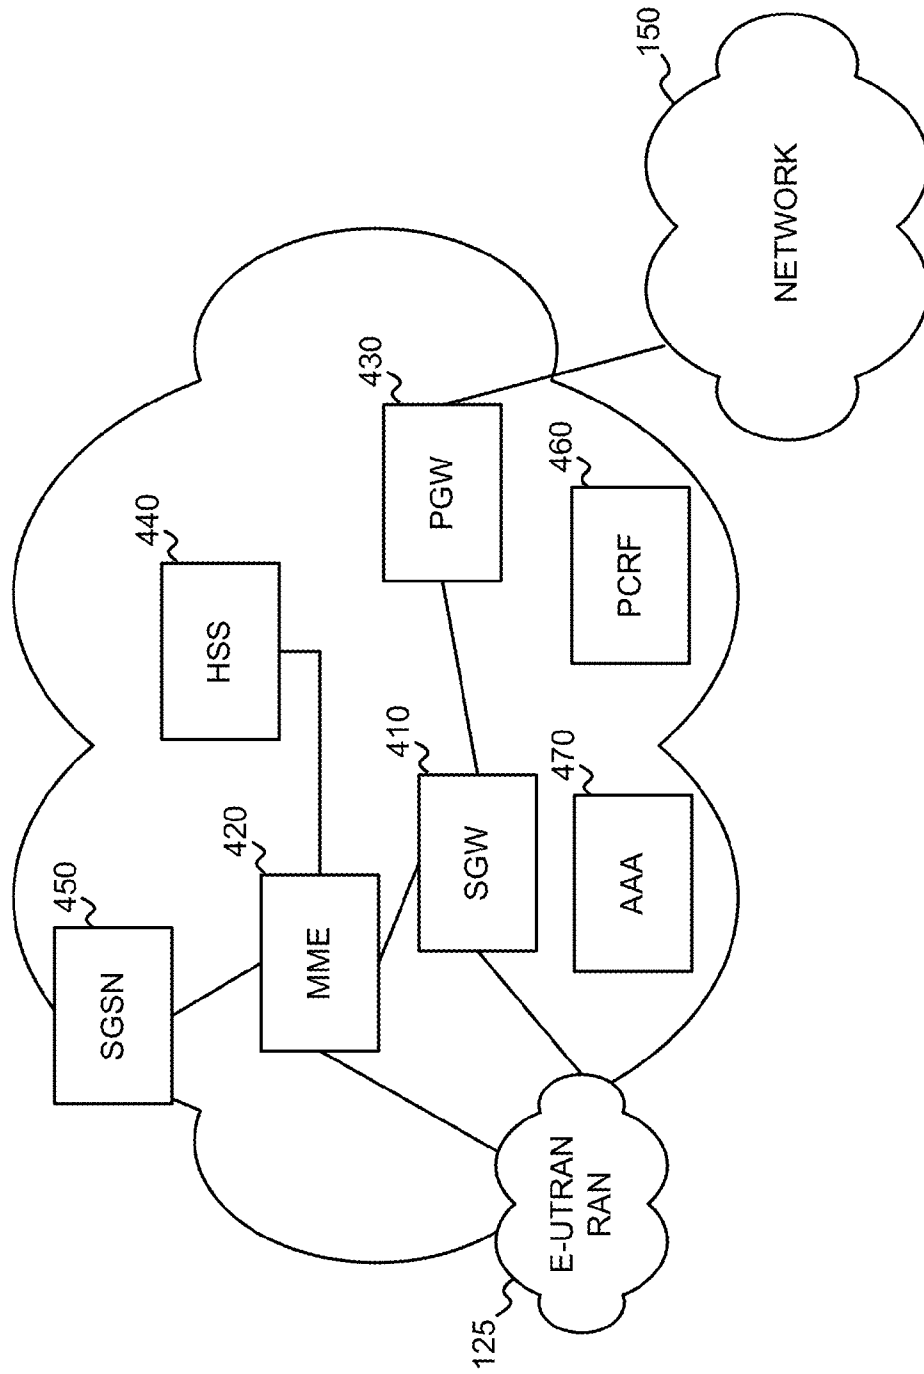 SGSN
450
MME
420
HSS
440
SGW
410
PGW
430
AAA
470
PCRF
460
E-UTRAN
RAN
125
NETWORK
150